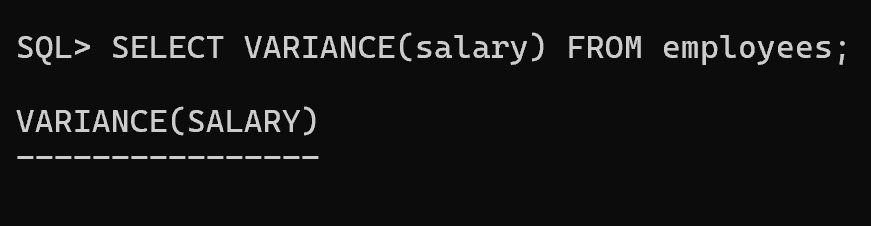 SQL> SELECT VARIANCE(salary) FROM employees;
VARIANCE(SALARY)
----------------